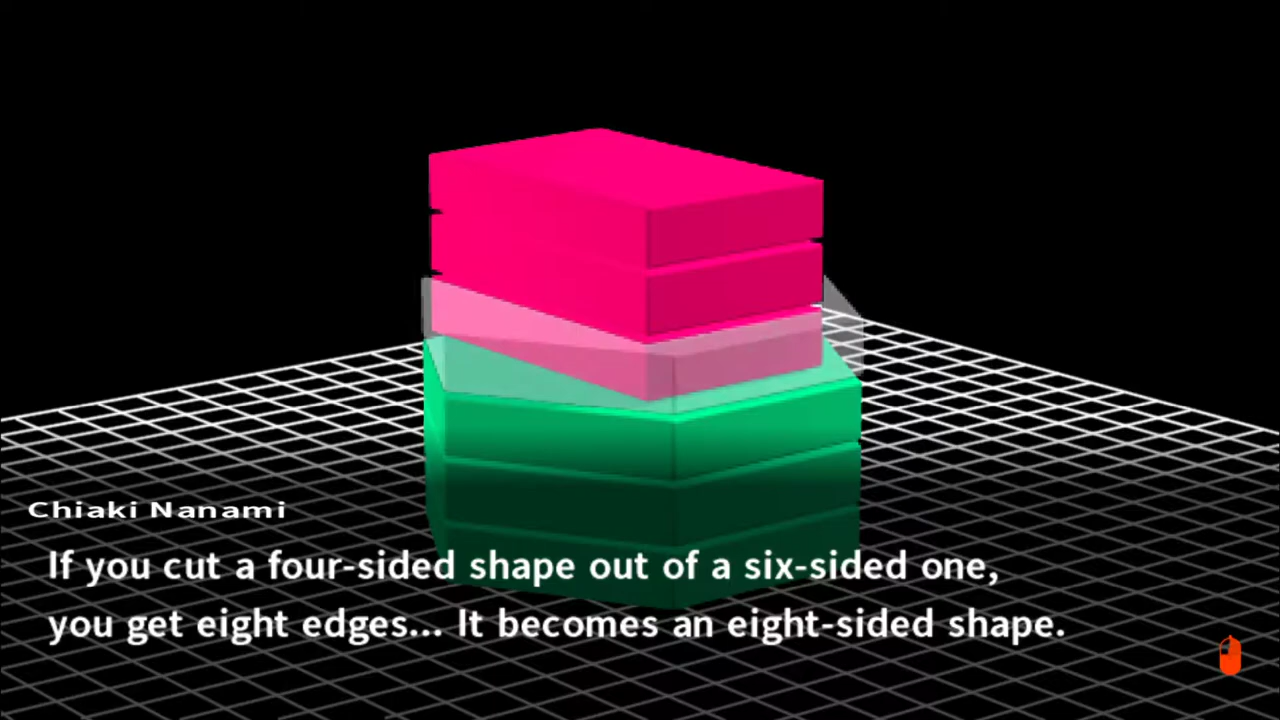 Chiaki Nanami
If you cut a four-sided shape out of a six-sided one,
you get eight edges... It becomes an eight-sided shape.